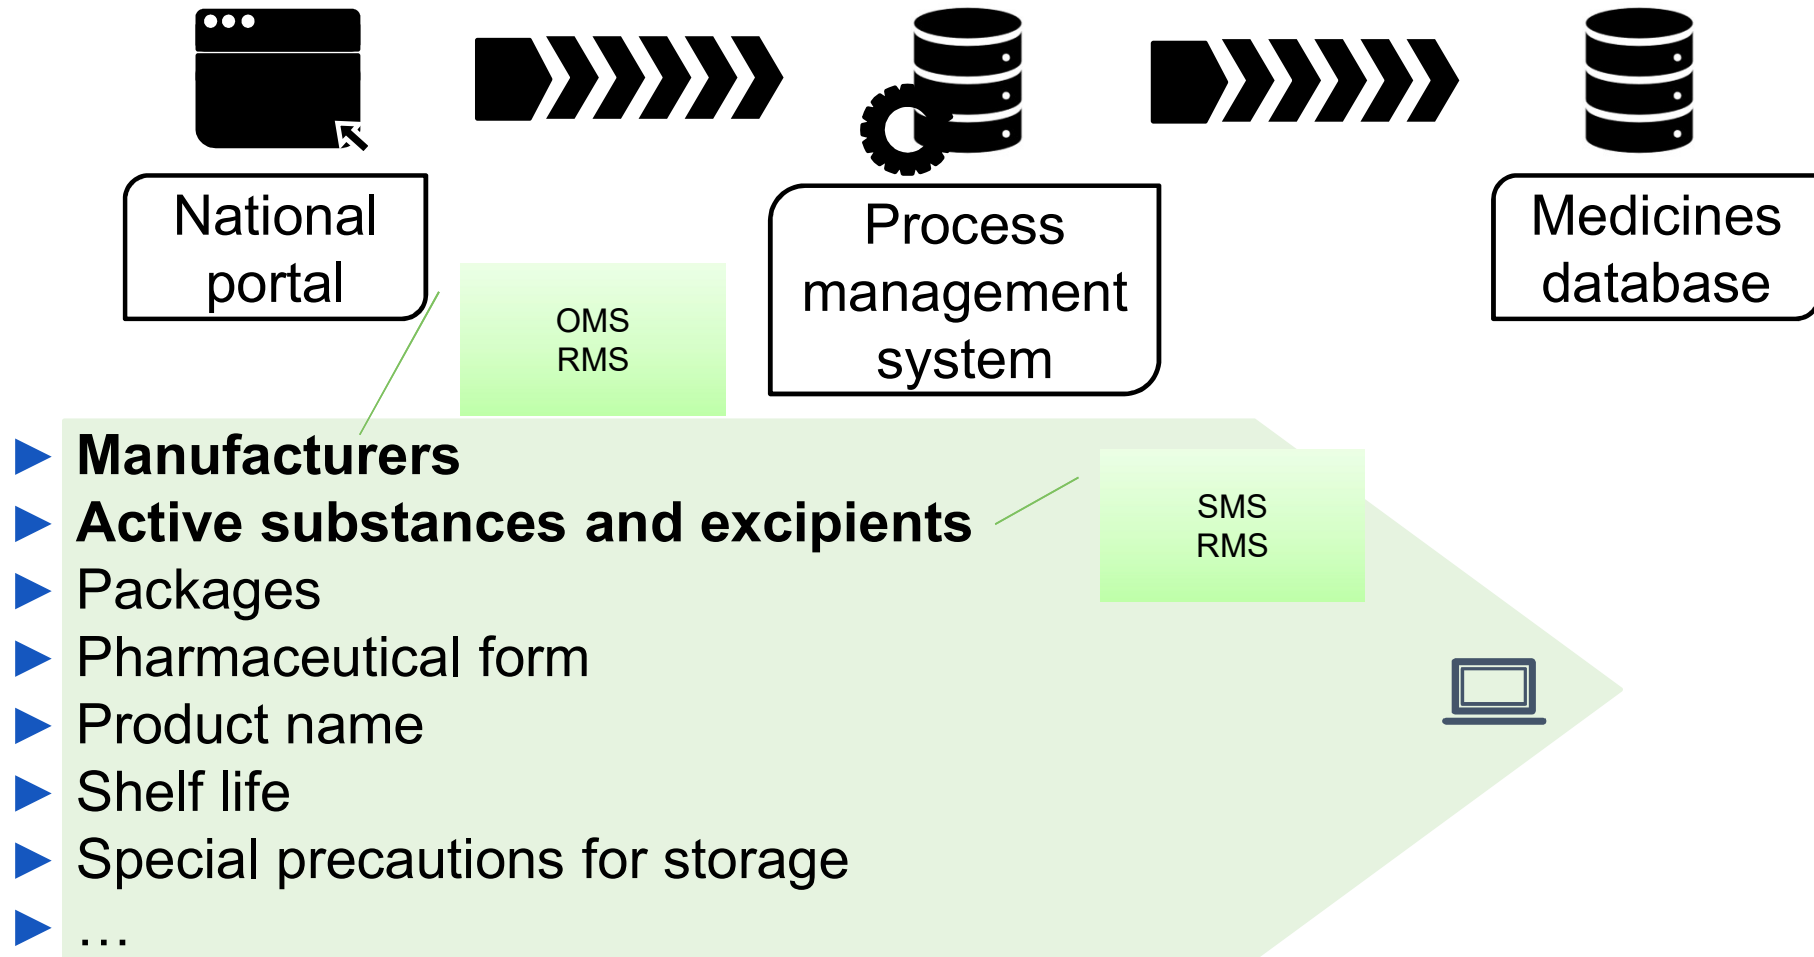 National
portal
Process
management
system
Medicines
database
OMS
RMS
Manufacturers
Active substances and excipients
SMS
RMS
Packages
Pharmaceutical form
Product name
Shelf life
Special precautions for storage
…